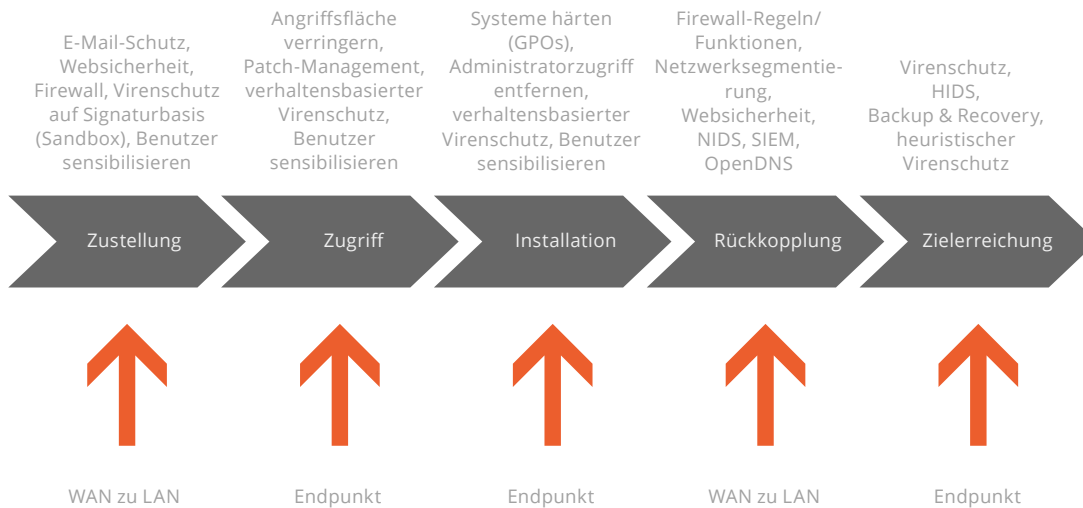 E-Mail-Schutz,
Websicherheit,
Firewall, Virenschutz
auf Signaturbasis
(Sandbox), Benutzer
sensibilisieren
Angriffsfläche
verringern,
Patch-Management,
verhaltensbasierter
Virenschutz,
Benutzer
sensibilisieren
Systeme härten
(GPOs),
Administratorzugriff
entfernen,
verhaltensbasierter
Virenschutz, Benutzer
sensibilisieren
Firewall-Regeln/
Funktionen,
Netzwerksegmentie-
rung,
Websicherheit,
NIDS, SIEM,
OpenDNS
Virenschutz,
HIDS,
Backup & Recovery,
heuristischer
Virenschutz
Zustellung
Zugriff
Installation
Rückkopplung
Zielerreichung
WAN zu LAN
Endpunkt
Endpunkt
WAN zu LAN
Endpunkt